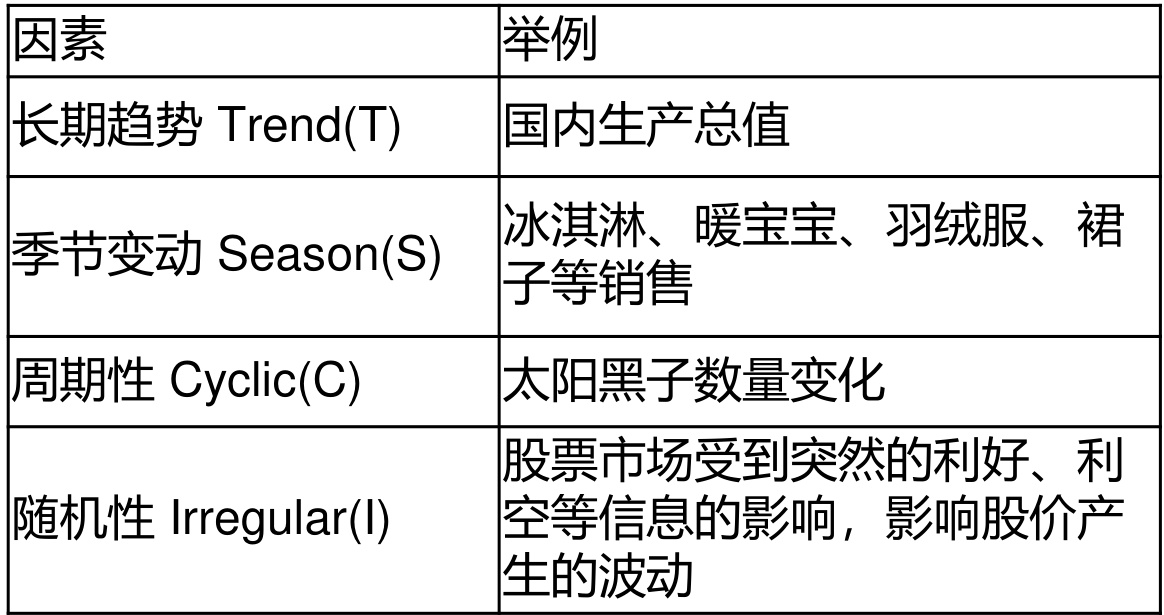 因素
举例
长期趋势 Trend(T)
国内生产总值
季节变动 Season(S)
冰淇淋、暖宝宝、羽绒服、裙
子等销售
周期性 Cyclic(C)
太阳黑子数量变化
随机性 Irregular(I)
股票市场受到突然的利好、利
空等信息的影响，影响股价产
生的波动